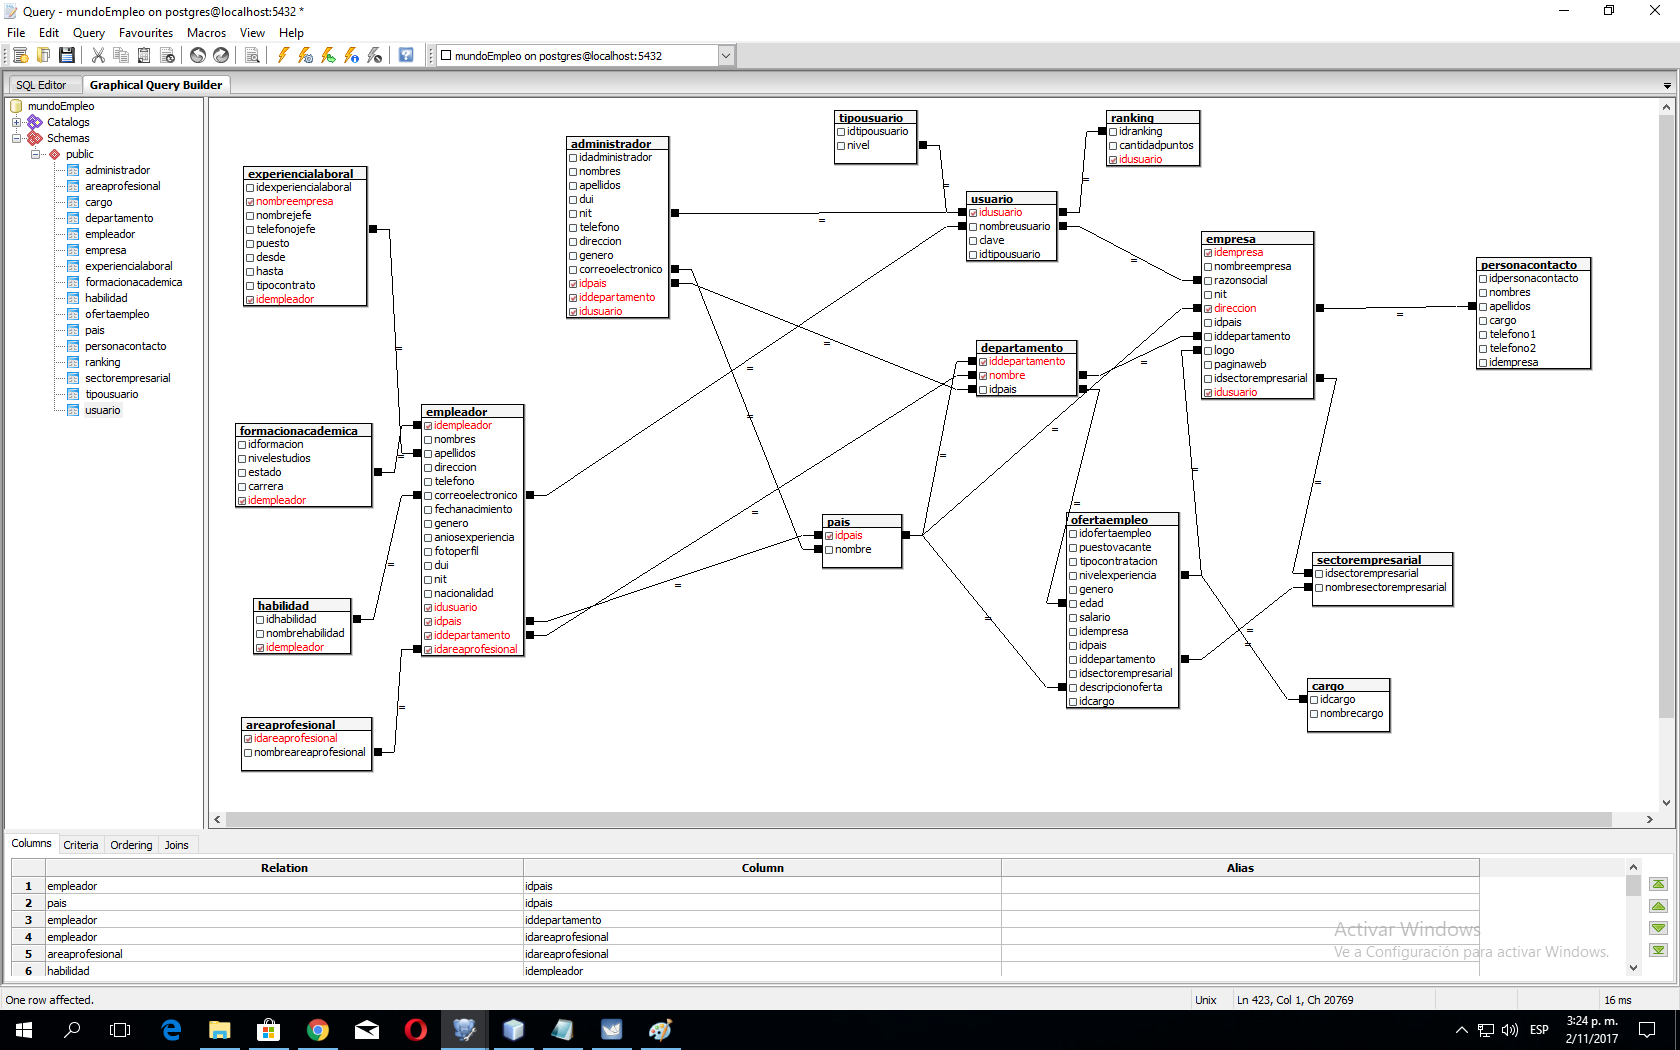 Query - mundoEmpleo on postgres@localhost:5432 *
File Edit Query Favourites Macros View Help
mundoEmpleo on postgres@localhost:5432
SQL Editor Graphical Query Builder
mundoEmpleo
Catalogs
Schemas
public
administrador
areaprofesional
cargo
departamento
empleador
empresa
experiencialaboral
formacionacademica
habilidad
ofertaempleo
pais
personacontacto
ranking
sectorempresarial
tipousuario
usuario
experiencialaboral
idexperiencialaboral
nombreempresa
nombrejefe
telefonojefe
puesto
desde
hasta
tipocontrato
idempleador
formacionacademica
idformacion
nivelestudios
estado
carrera
idempleador
habilidad
idhabilidad
nombrehabilidad
idempleador
areaprofesional
idareaprofesional
nombreareaprofesional
empleador
idempleador
nombres
apellidos
direccion
telefono
correoelectronico
fechanacimiento
genero
aniosexperiencia
fotoperfil
dui
nit
nacionalidad
idusuario
idpais
iddepartamento
idareaprofesional
administrador
idadministrador
nombres
apellidos
dui
nit
telefono
direccion
genero
correoelectronico
idpais
iddepartamento
idusuario
tipousuario
idtipousuario
nivel
usuario
idusuario
nombreusuario
clave
idtipousuario
ranking
idranking
cantidadpuntos
idusuario
departamento
iddepartamento
nombre
idpais
pais
idpais
nombre
empresa
idempresa
nombreempresa
razonsocial
nit
direccion
idpais
iddepartamento
logo
paginaweb
idsectorempresarial
idusuario
ofertaempleo
idofertaempleo
puestovacante
tipocontratacion
nivelexperiencia
genero
edad
salario
idempresa
idpais
iddepartamento
idsectorempresarial
descripcionoferta
idcargo
personacontacto
idpersonacontacto
nombres
apellidos
cargo
telefono1
telefono2
idempresa
sectorempresarial
idsectorempresarial
nombresectorempresarial
cargo
idcargo
nombrecargo
Columns Criteria Ordering Joins
Relation Column Alias
1 empleador idpais
2 pais idpais
3 empleador iddepartamento
4 empleador idareaprofesional
5 areaprofesional idareaprofesional
6 habilidad idempleador
Activar Windows
Ve a Configuración para activar Windows.
One row affected. Unix Ln 423, Col 1, Ch 20769 16 ms
ESP 3:24 p. m.
2/11/2017